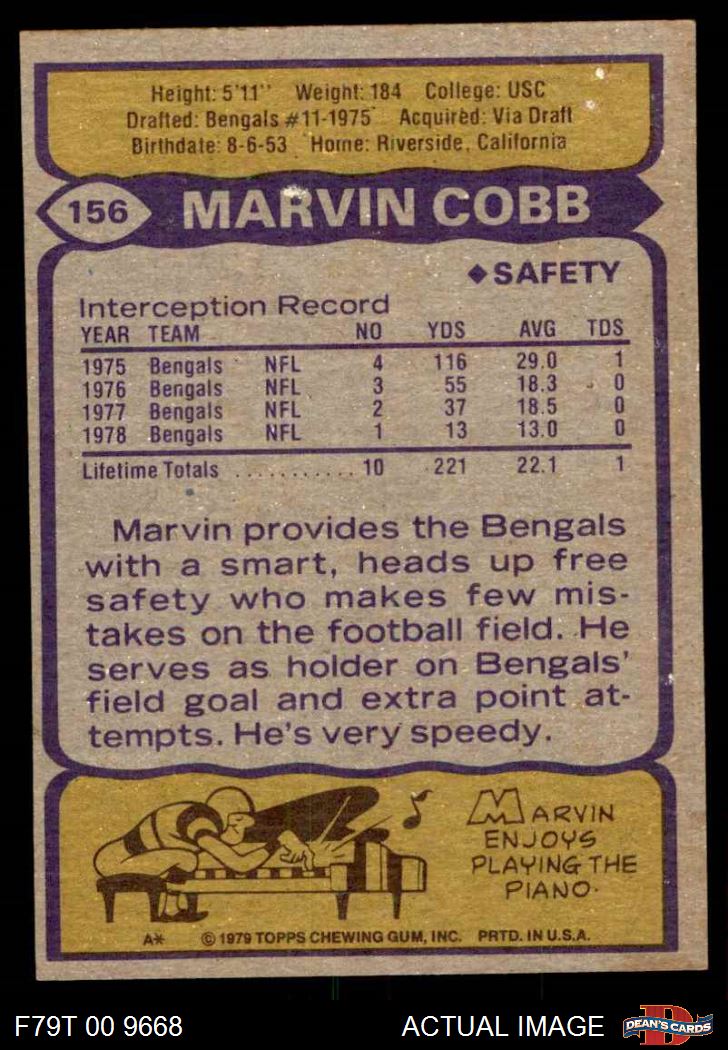 Height: 5'11" Weight: 184 College: USC
Drafted: Bengals #11-1975 Acquired: Via Draft
Birthdate: 8-6-53 Home: Riverside, California
156 MARVIN COBB
◆SAFETY
Interception Record
YEAR TEAM NO YDS AVG TDS
1975 Bengals NFL 4 116 29.0 1
1976 Bengals NFL 3 55 18.3 0
1977 Bengals NFL 2 37 18.5 0
1978 Bengals NFL 1 13 13.0 0
Lifetime Totals ........... 10 221 22.1 1
Marvin provides the Bengals
with a smart, heads up free
safety who makes few mis-
takes on the football field. He
serves as holder on Bengals'
field goal and extra point at-
tempts. He's very speedy.
MARVIN
ENJOYS
PLAYING THE
PIANO.
A* © 1979 TOPPS CHEWING GUM, INC. PRTD. IN U.S.A.
F79T 00 9668 ACTUAL IMAGE D DEAN'S CARDS